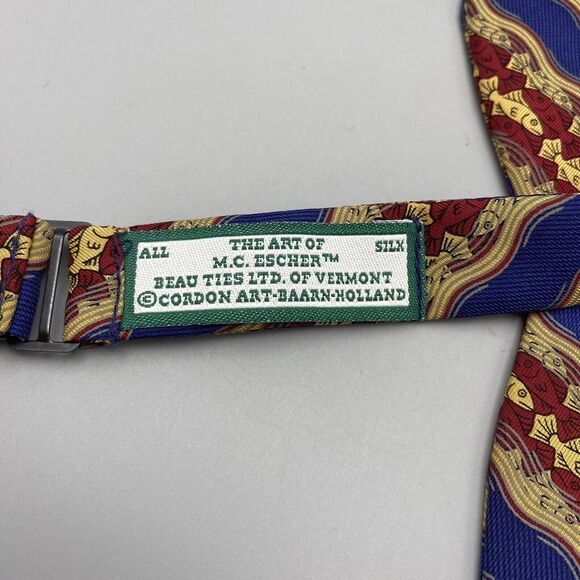 ALL THE ART OF SILK
M.C. ESCHER™
BEAU TIES LTD. OF VERMONT
©CORDON ART-BAARN-HOLLAND